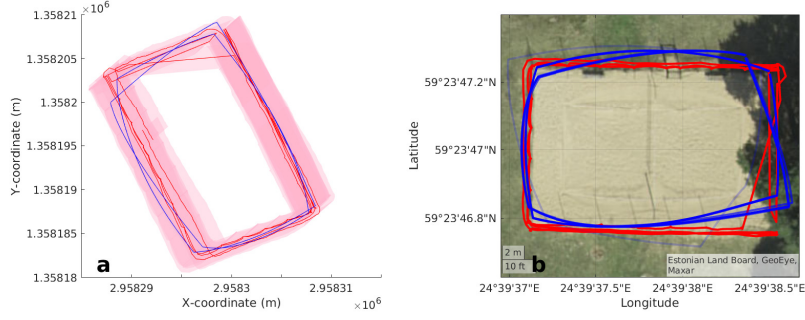 ×10⁶
1.35821
1.358205
1.3582
1.358195
1.35819
1.358185
1.35818
Y-coordinate (m)
a
2.95829
2.9583
2.95831
X-coordinate (m)
×10⁶
59°23'47.2"N
59°23'47"N
59°23'46.8"N
Latitude
2 m
10 ft
b
Estonian Land Board, GeoEye,
Maxar
24°39'37"E
24°39'37.5"E
24°39'38"E
24°39'38.5"E
Longitude